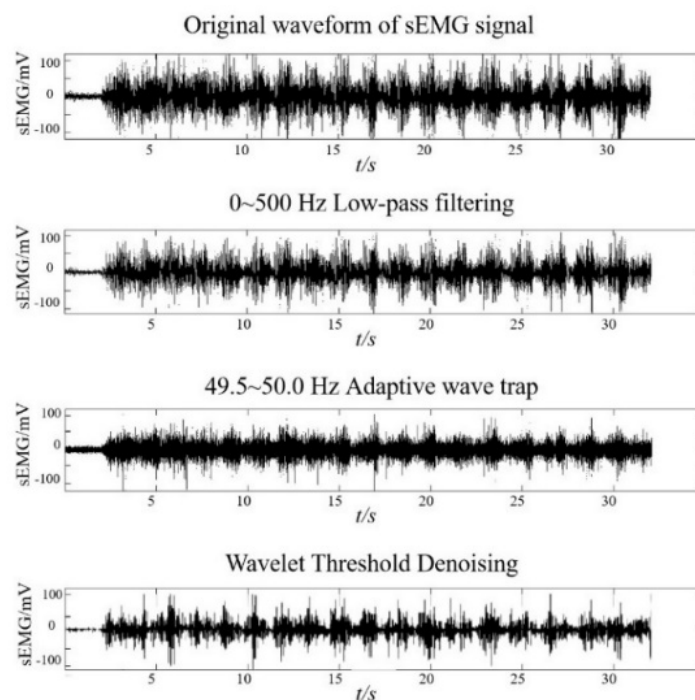 Original waveform of sEMG signal
sEMG/mV
100
0
-100
5 10 15 20 25 30
t/s
0~500 Hz Low-pass filtering
sEMG/mV
100
0
-100
5 10 15 20 25 30
t/s
49.5~50.0 Hz Adaptive wave trap
sEMG/mV
100
0
-100
5 10 15 20 25 30
t/s
Wavelet Threshold Denoising
sEMG/mV
100
0
-100
5 10 15 20 25 30
t/s